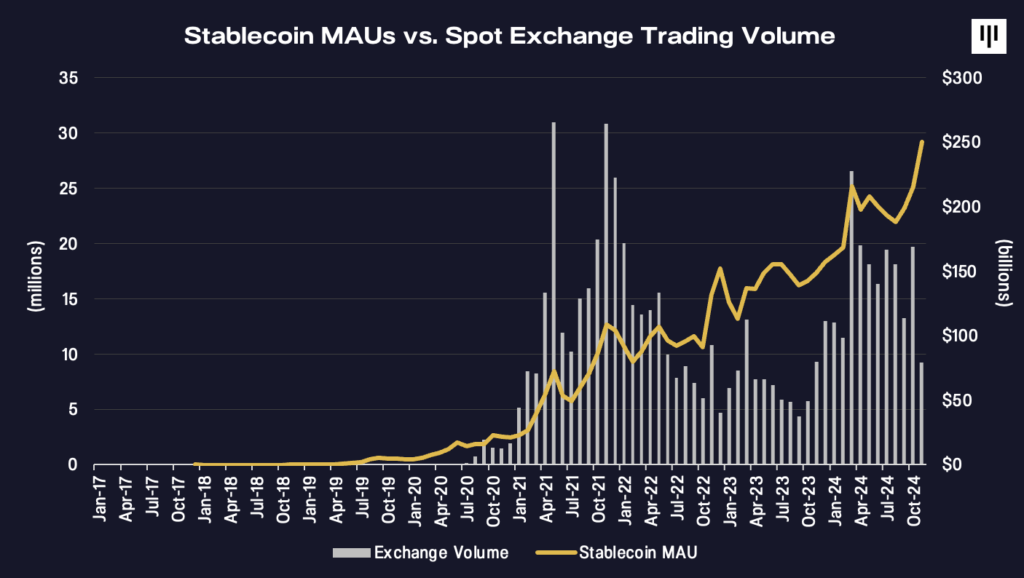 Stablecoin MAUs vs. Spot Exchange Trading Volume
35
30
25
20
15
10
5
0
(millions)
$300
$250
$200
$150
$100
$50
$0
(billions)
Jan-17
Apr-17
Jul-17
Oct-17
Jan-18
Apr-18
Jul-18
Oct-18
Jan-19
Apr-19
Jul-19
Oct-19
Jan-20
Apr-20
Jul-20
Oct-20
Jan-21
Apr-21
Jul-21
Oct-21
Jan-22
Apr-22
Jul-22
Oct-22
Jan-23
Apr-23
Jul-23
Oct-23
Jan-24
Apr-24
Jul-24
Oct-24
Exchange Volume
Stablecoin MAU